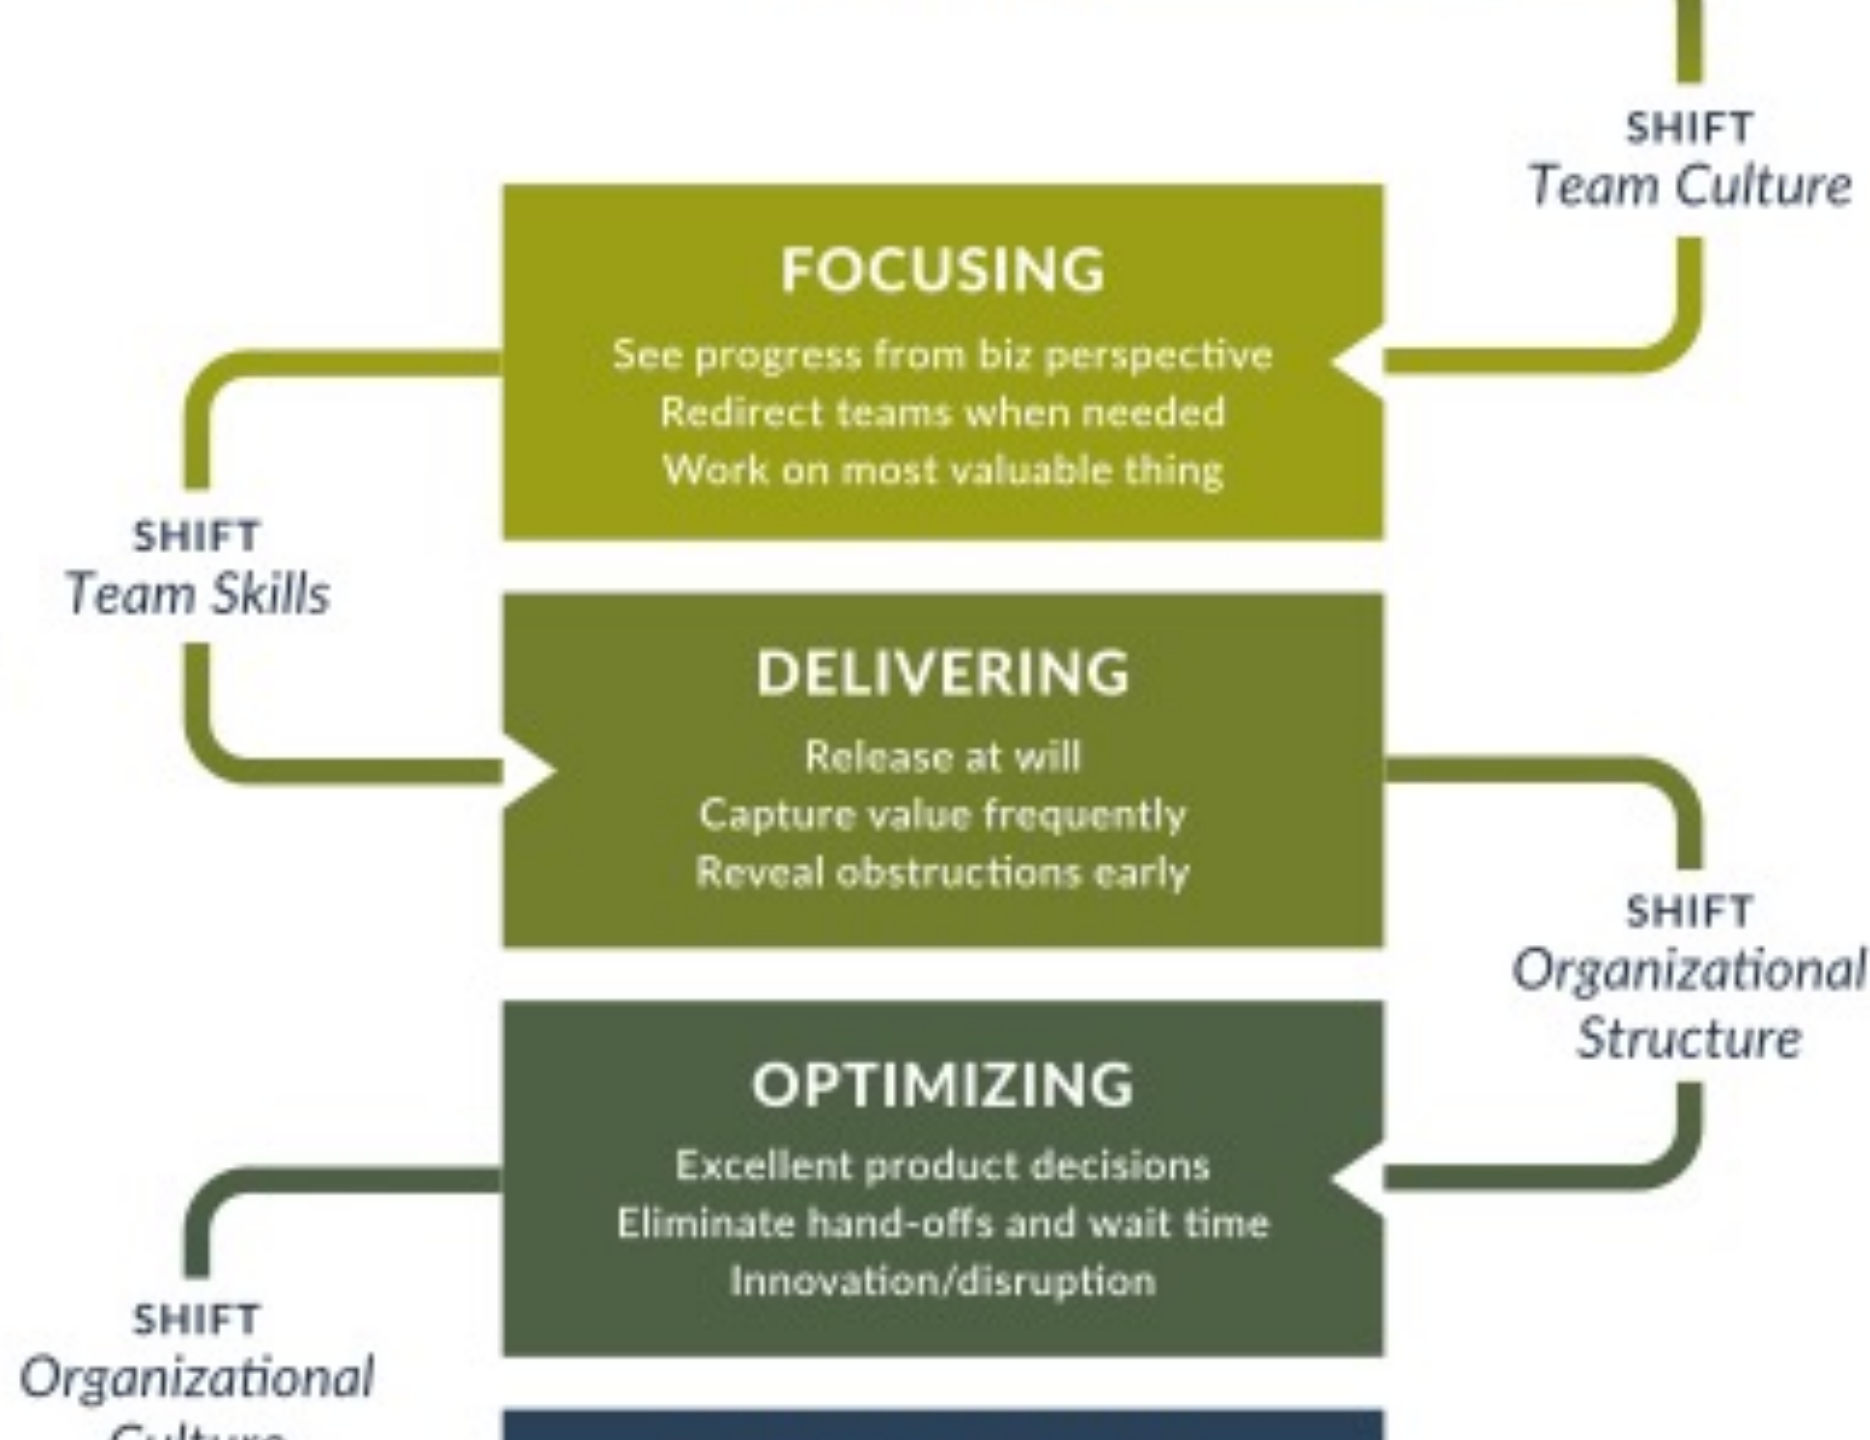 SHIFT
Team Culture
FOCUSING
See progress from biz perspective
Redirect teams when needed
Work on most valuable thing
SHIFT
Team Skills
DELIVERING
Release at will
Capture value frequently
Reveal obstructions early
SHIFT
Organizational
Structure
OPTIMIZING
Excellent product decisions
Eliminate hand-offs and wait time
Innovation/disruption
SHIFT
Organizational
Culture